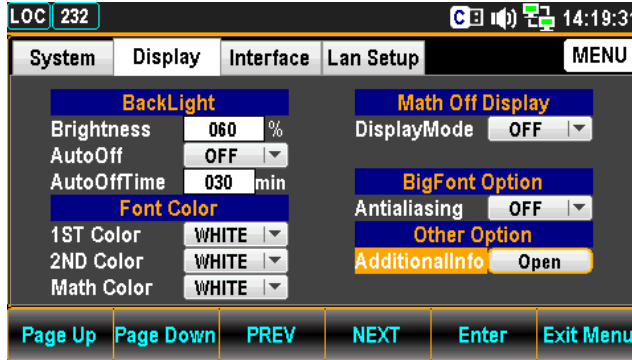 LOC 232 C 14:19:31
System Display Interface Lan Setup MENU
BackLight
Brightness 060 %
AutoOff OFF
AutoOffTime 030 min
Font Color
1ST Color WHITE
2ND Color WHITE
Math Color WHITE
Math Off Display
DisplayMode OFF
BigFont Option
Antialiasing OFF
Other Option
AdditionalInfo Open
Page Up Page Down PREV NEXT Enter Exit Menu